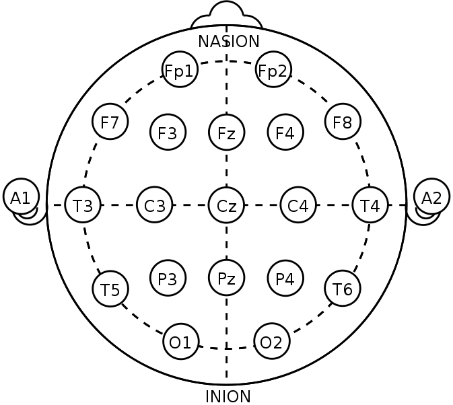 NASION
Fp1 Fp2
F7 F3 Fz F4 F8
A1 T3 C3 Cz C4 T4 A2
T5 P3 Pz P4 T6
O1 O2
INION